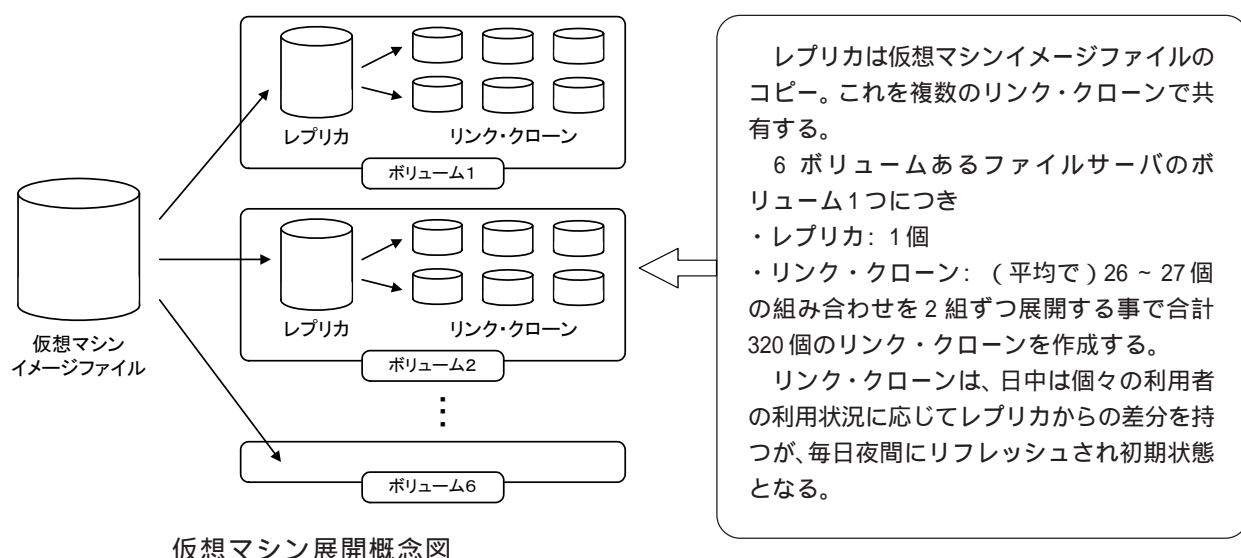 レプリカ
リンク・クローン
ボリューム1
レプリカ
リンク・クローン
ボリューム2
ボリューム6
仮想マシン
イメージファイル
仮想マシン展開概念図
レプリカは仮想マシンイメージファイルの
コピー。これを複数のリンク・クローンで共
有する。
6 ボリュームあるファイルサーバのボ
リューム1つにつき
・レプリカ: 1個
・リンク・クローン: (平均で) 26 ~ 27個
の組み合わせを2組ずつ展開する事で合計
320個のリンク・クローンを作成する。
リンク・クローンは、日中は個々の利用者
の利用状況に応じてレプリカからの差分を持
つが、毎日夜間にリフレッシュされ初期状態
となる。